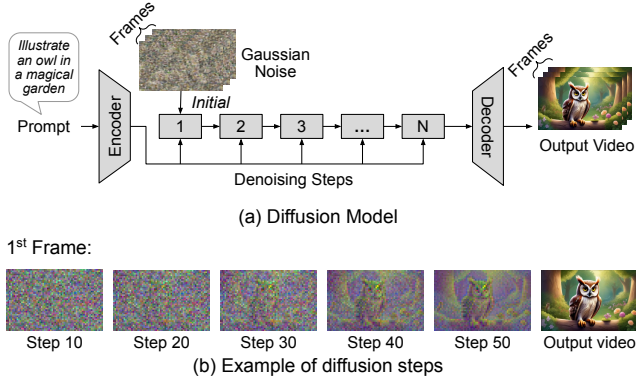 Illustrate
an owl in
a magical
garden
Prompt
Encoder
Frames
Gaussian
Noise
Initial
1
2
3
...
N
Denoising Steps
Decoder
Frames
Output Video
(a) Diffusion Model
1st Frame:
Step 10
Step 20
Step 30
Step 40
Step 50
Output video
(b) Example of diffusion steps